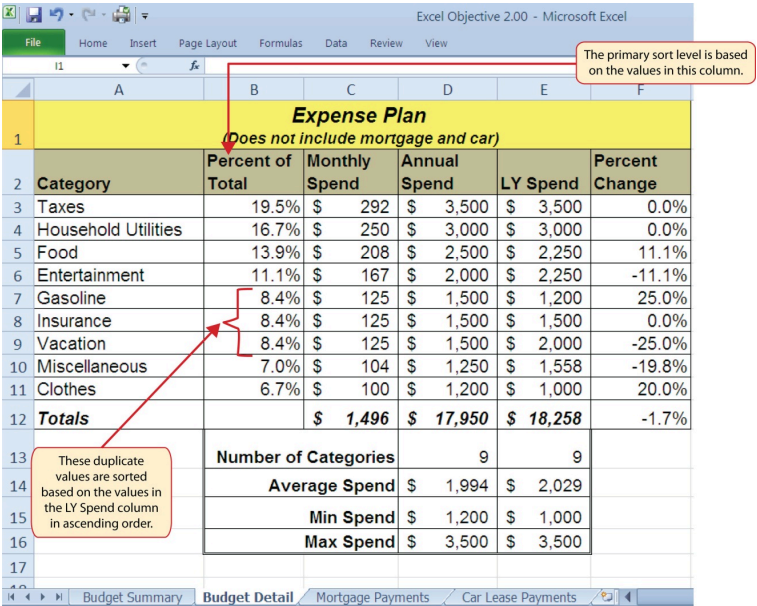 Excel Objective 2.00 - Microsoft Excel
File Home Insert Page Layout Formulas Data Review View
The primary sort level is based
on the values in this column.
I1 fx
A B C D E F
1 Expense Plan
(Does not include mortgage and car)
Percent of Monthly Annual Percent
2 Category Total Spend Spend LY Spend Change
3 Taxes 19.5% $ 292 $ 3,500 $ 3,500 0.0%
4 Household Utilities 16.7% $ 250 $ 3,000 $ 3,000 0.0%
5 Food 13.9% $ 208 $ 2,500 $ 2,250 11.1%
6 Entertainment 11.1% $ 167 $ 2,000 $ 2,250 -11.1%
7 Gasoline 8.4% $ 125 $ 1,500 $ 1,200 25.0%
8 Insurance 8.4% $ 125 $ 1,500 $ 1,500 0.0%
9 Vacation 8.4% $ 125 $ 1,500 $ 2,000 -25.0%
10 Miscellaneous 7.0% $ 104 $ 1,250 $ 1,558 -19.8%
11 Clothes 6.7% $ 100 $ 1,200 $ 1,000 20.0%
12 Totals $ 1,496 $ 17,950 $ 18,258 -1.7%
13 Number of Categories 9 9
14 Average Spend $ 1,994 $ 2,029
15 Min Spend $ 1,200 $ 1,000
16 Max Spend $ 3,500 $ 3,500
17
These duplicate
values are sorted
based on the values in
the LY Spend column
in ascending order.
Budget Summary Budget Detail Mortgage Payments Car Lease Payments